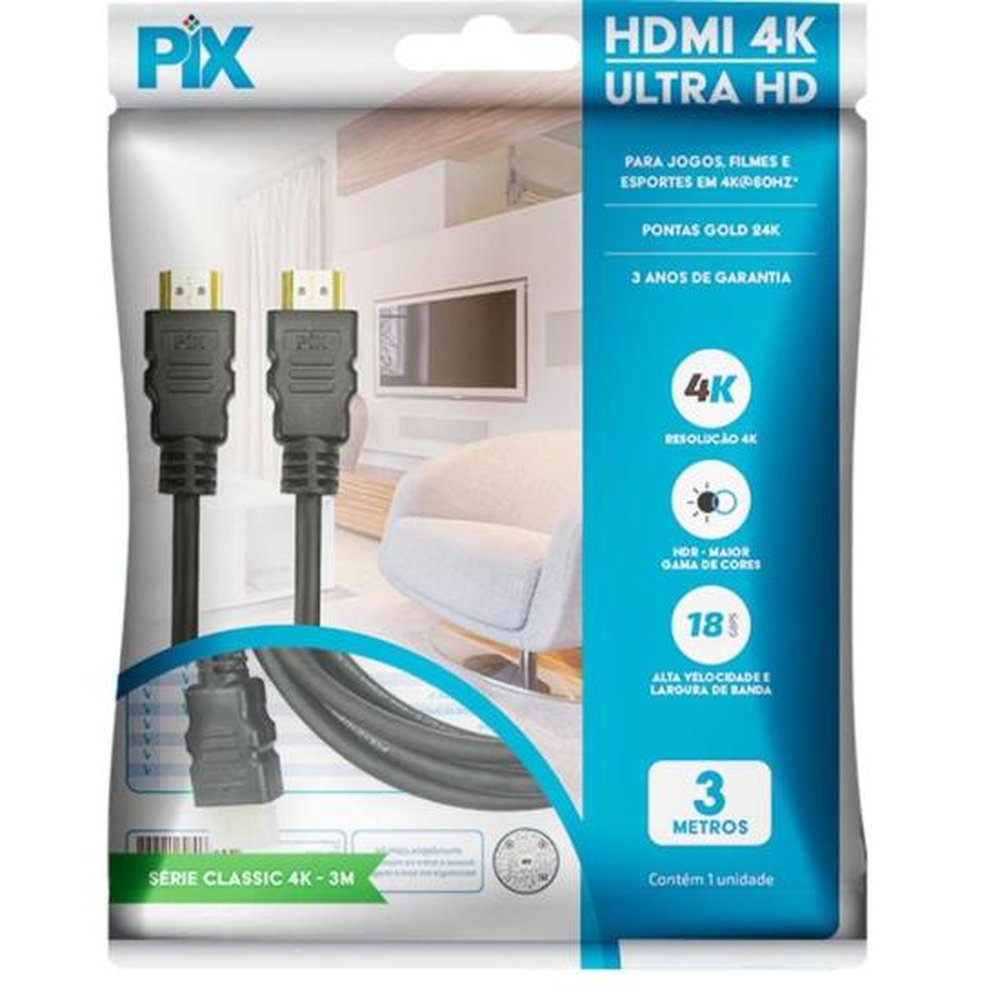 PIX
HDMI 4K
ULTRA HD
PARA JOGOS, FILMES E
ESPORTES EM 4K@60HZ*
PONTAS GOLD 24K
3 ANOS DE GARANTIA
PIX
PIX
4K
RESOLUÇÃO 4K
HDR - MAIOR
GAMA DE CORES
18 GBPS
ALTA VELOCIDADE E
LARGURA DE BANDA
3
METROS
SÉRIE CLASSIC 4K - 3M
Contém 1 unidade